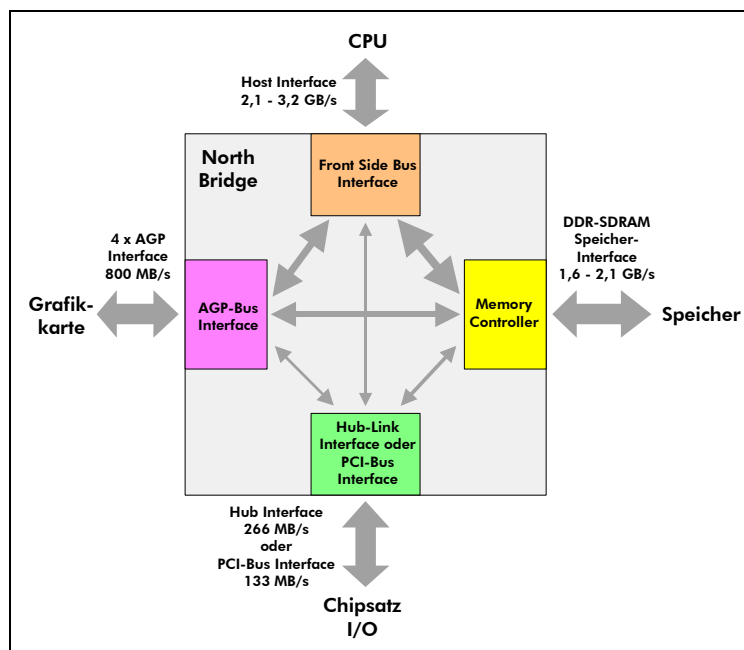 CPU
Host Interface
2,1 - 3,2 GB/s
North
Bridge
Front Side Bus
Interface
4 x AGP
Interface
800 MB/s
Grafik-
karte
AGP-Bus
Interface
Memory
Controller
DDR-SDRAM
Speicher-
Interface
1,6 - 2,1 GB/s
Speicher
Hub-Link
Interface oder
PCI-Bus
Interface
Hub Interface
266 MB/s
oder
PCI-Bus Interface
133 MB/s
Chipsatz
I/O